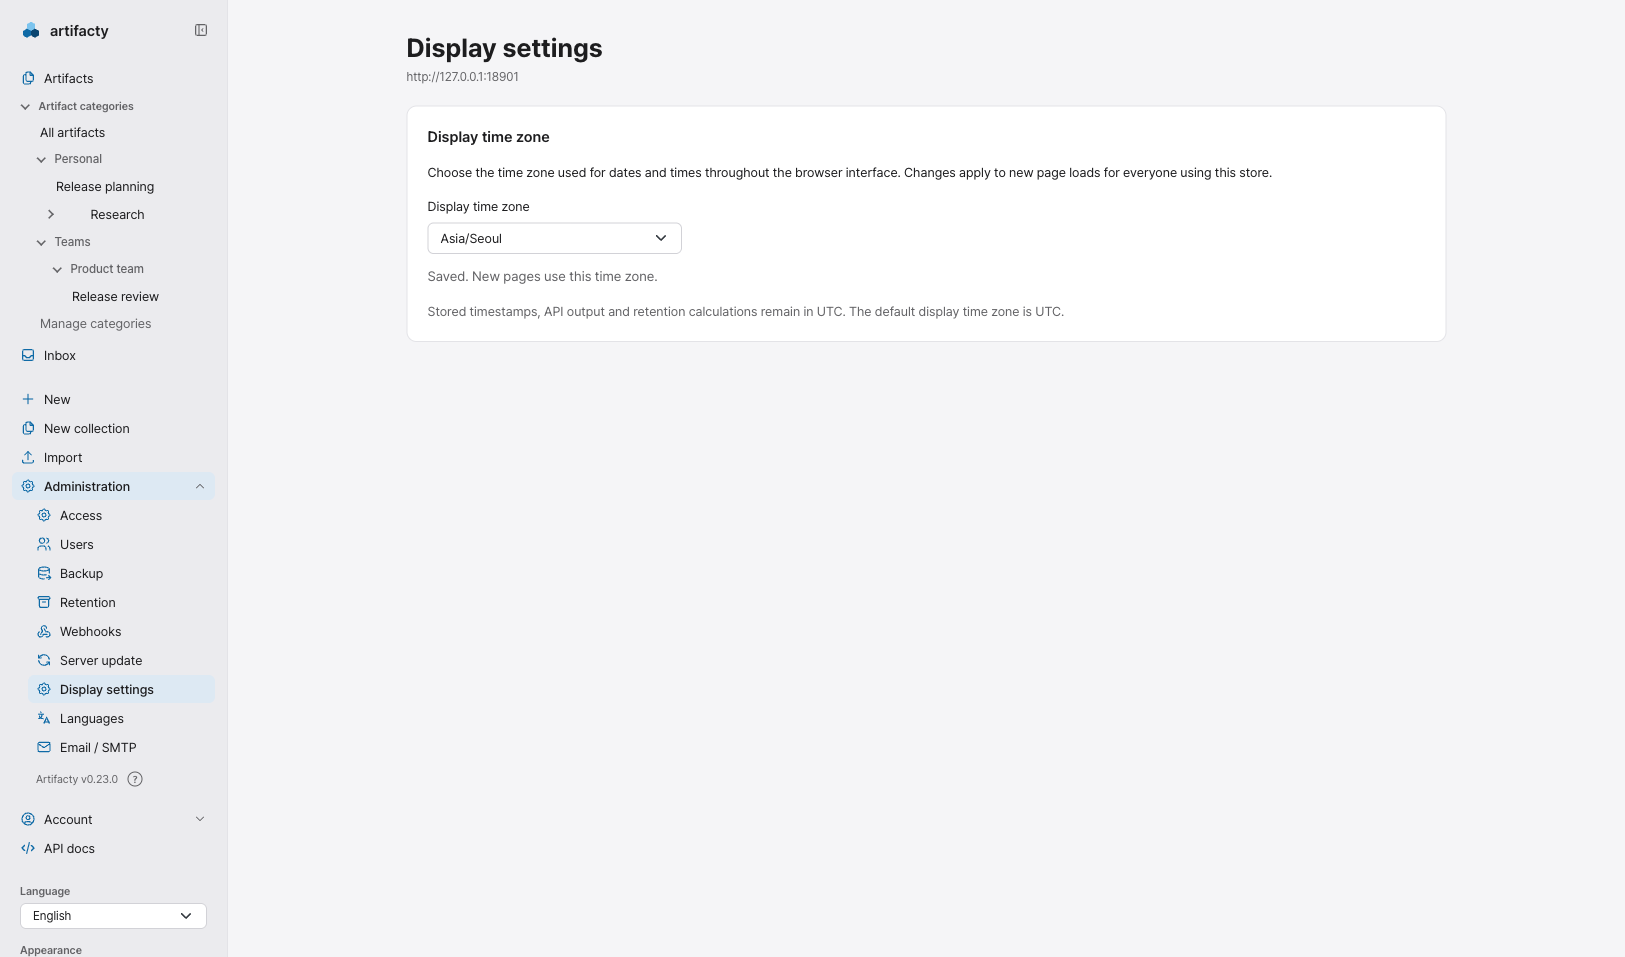 artifacty
Artifacts
Artifact categories
All artifacts
Personal
Release planning
Research
Teams
Product team
Release review
Manage categories
Inbox
New
New collection
Import
Administration
Access
Users
Backup
Retention
Webhooks
Server update
Display settings
Languages
Email / SMTP
Artifacty v0.23.0 ?
Account
API docs
Language
English
Appearance
Display settings
http://127.0.0.1:18901
Display time zone
Choose the time zone used for dates and times throughout the browser interface. Changes apply to new page loads for everyone using this store.
Display time zone
Asia/Seoul
Saved. New pages use this time zone.
Stored timestamps, API output and retention calculations remain in UTC. The default display time zone is UTC.